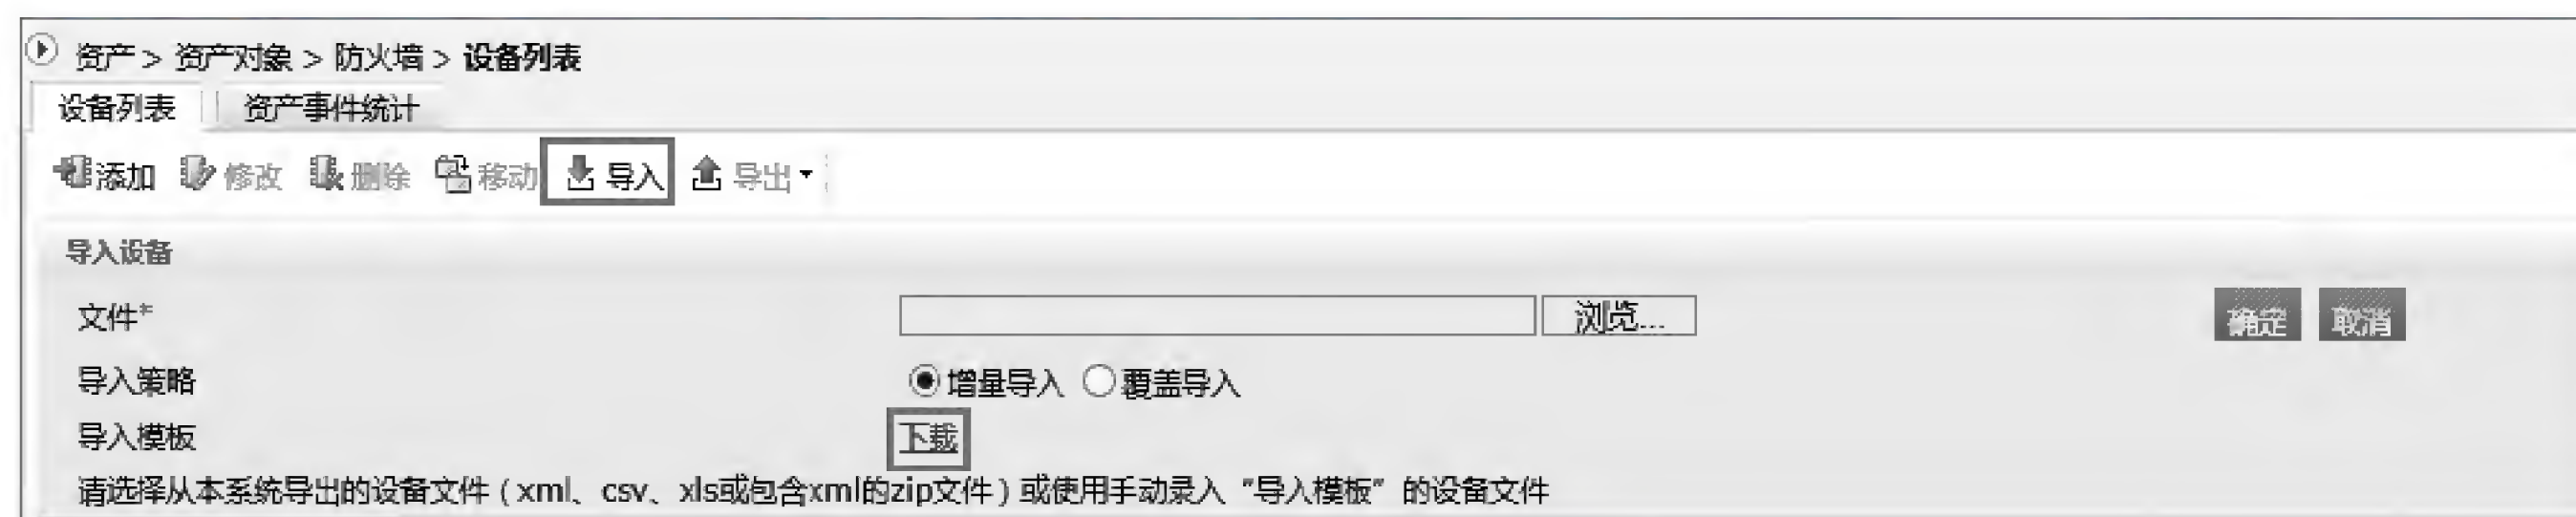 资产 > 资产对象 > 防火墙 > 设备列表
设备列表 资产事件统计
添加 修改 删除 移动 导入 导出
导入设备
文件* 浏览... 确定 取消
导入策略 增量导入 覆盖导入
导入模板 下载
请选择从本系统导出的设备文件(xml、csv、xls或包含xml的zip文件)或使用手动录入“导入模板”的设备文件